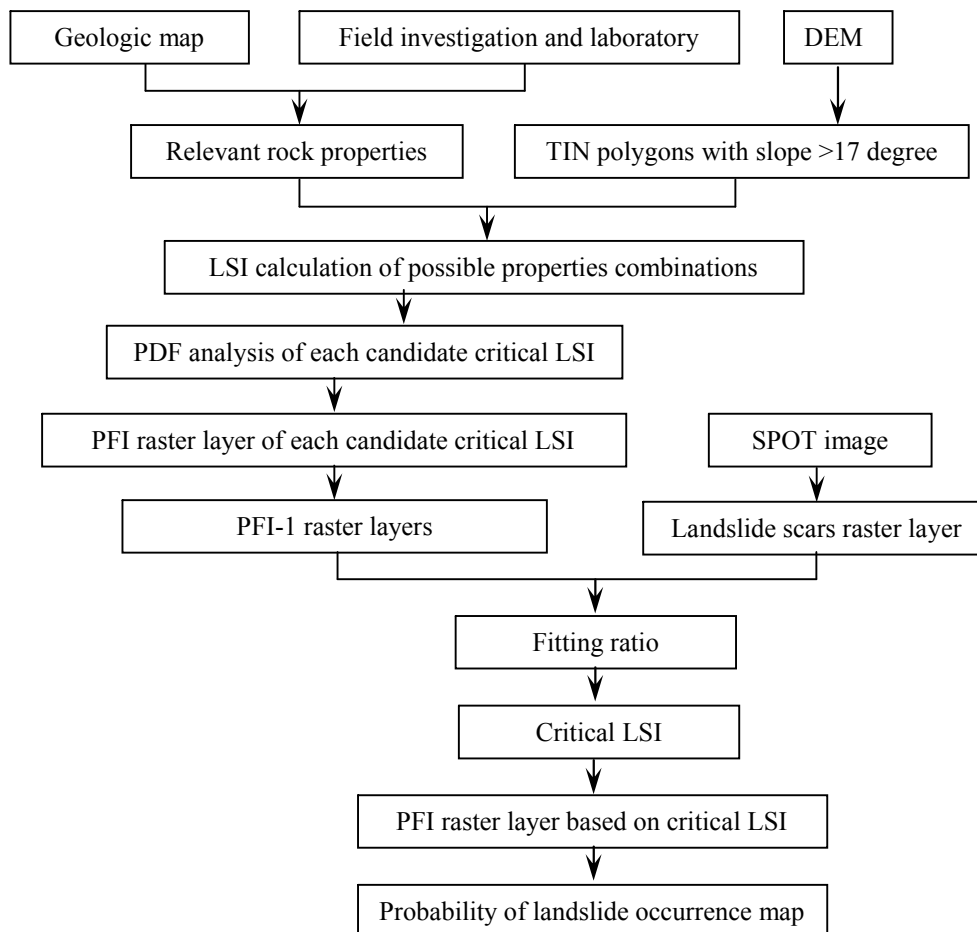 Geologic map
Field investigation and laboratory
DEM
Relevant rock properties
TIN polygons with slope >17 degree
LSI calculation of possible properties combinations
PDF analysis of each candidate critical LSI
PFI raster layer of each candidate critical LSI
SPOT image
PFI-1 raster layers
Landslide scars raster layer
Fitting ratio
Critical LSI
PFI raster layer based on critical LSI
Probability of landslide occurrence map